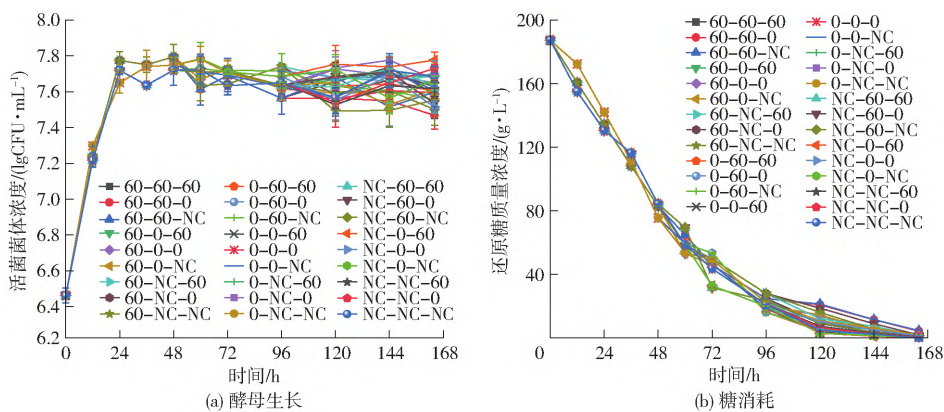 8.0
7.8
7.6
7.4
7.2
6.8
6.6
6.4
6.2
活菌菌体浓度/(lgCFU·mL⁻¹)
60-60-60
60-60-0
60-60-NC
60-0-60
60-0-0
60-0-NC
60-NC-60
60-NC-0
60-NC-NC
0-60-60
0-60-0
0-60-NC
0-0-60
0-0-0
0-0-NC
0-NC-60
0-NC-0
0-NC-NC
NC-60-60
NC-60-0
NC-60-NC
NC-0-60
NC-0-0
NC-0-NC
NC-NC-60
NC-NC-0
NC-NC-NC
0 24 48 72 96 120 144 168
时间/h
(a) 酵母生长
200
160
120
80
40
还原糖质量浓度/(g·L⁻¹)
60-60-60
60-60-0
60-60-NC
60-0-60
60-0-0
60-0-NC
60-NC-60
60-NC-0
60-NC-NC
0-60-60
0-60-0
0-60-NC
0-0-60
0-0-0
0-0-NC
0-NC-60
0-NC-0
0-NC-NC
NC-60-60
NC-60-0
NC-60-NC
NC-0-60
NC-0-0
NC-0-NC
NC-NC-60
NC-NC-0
NC-NC-NC
0 24 48 72 96 120 144 168
时间/h
(b) 糖消耗